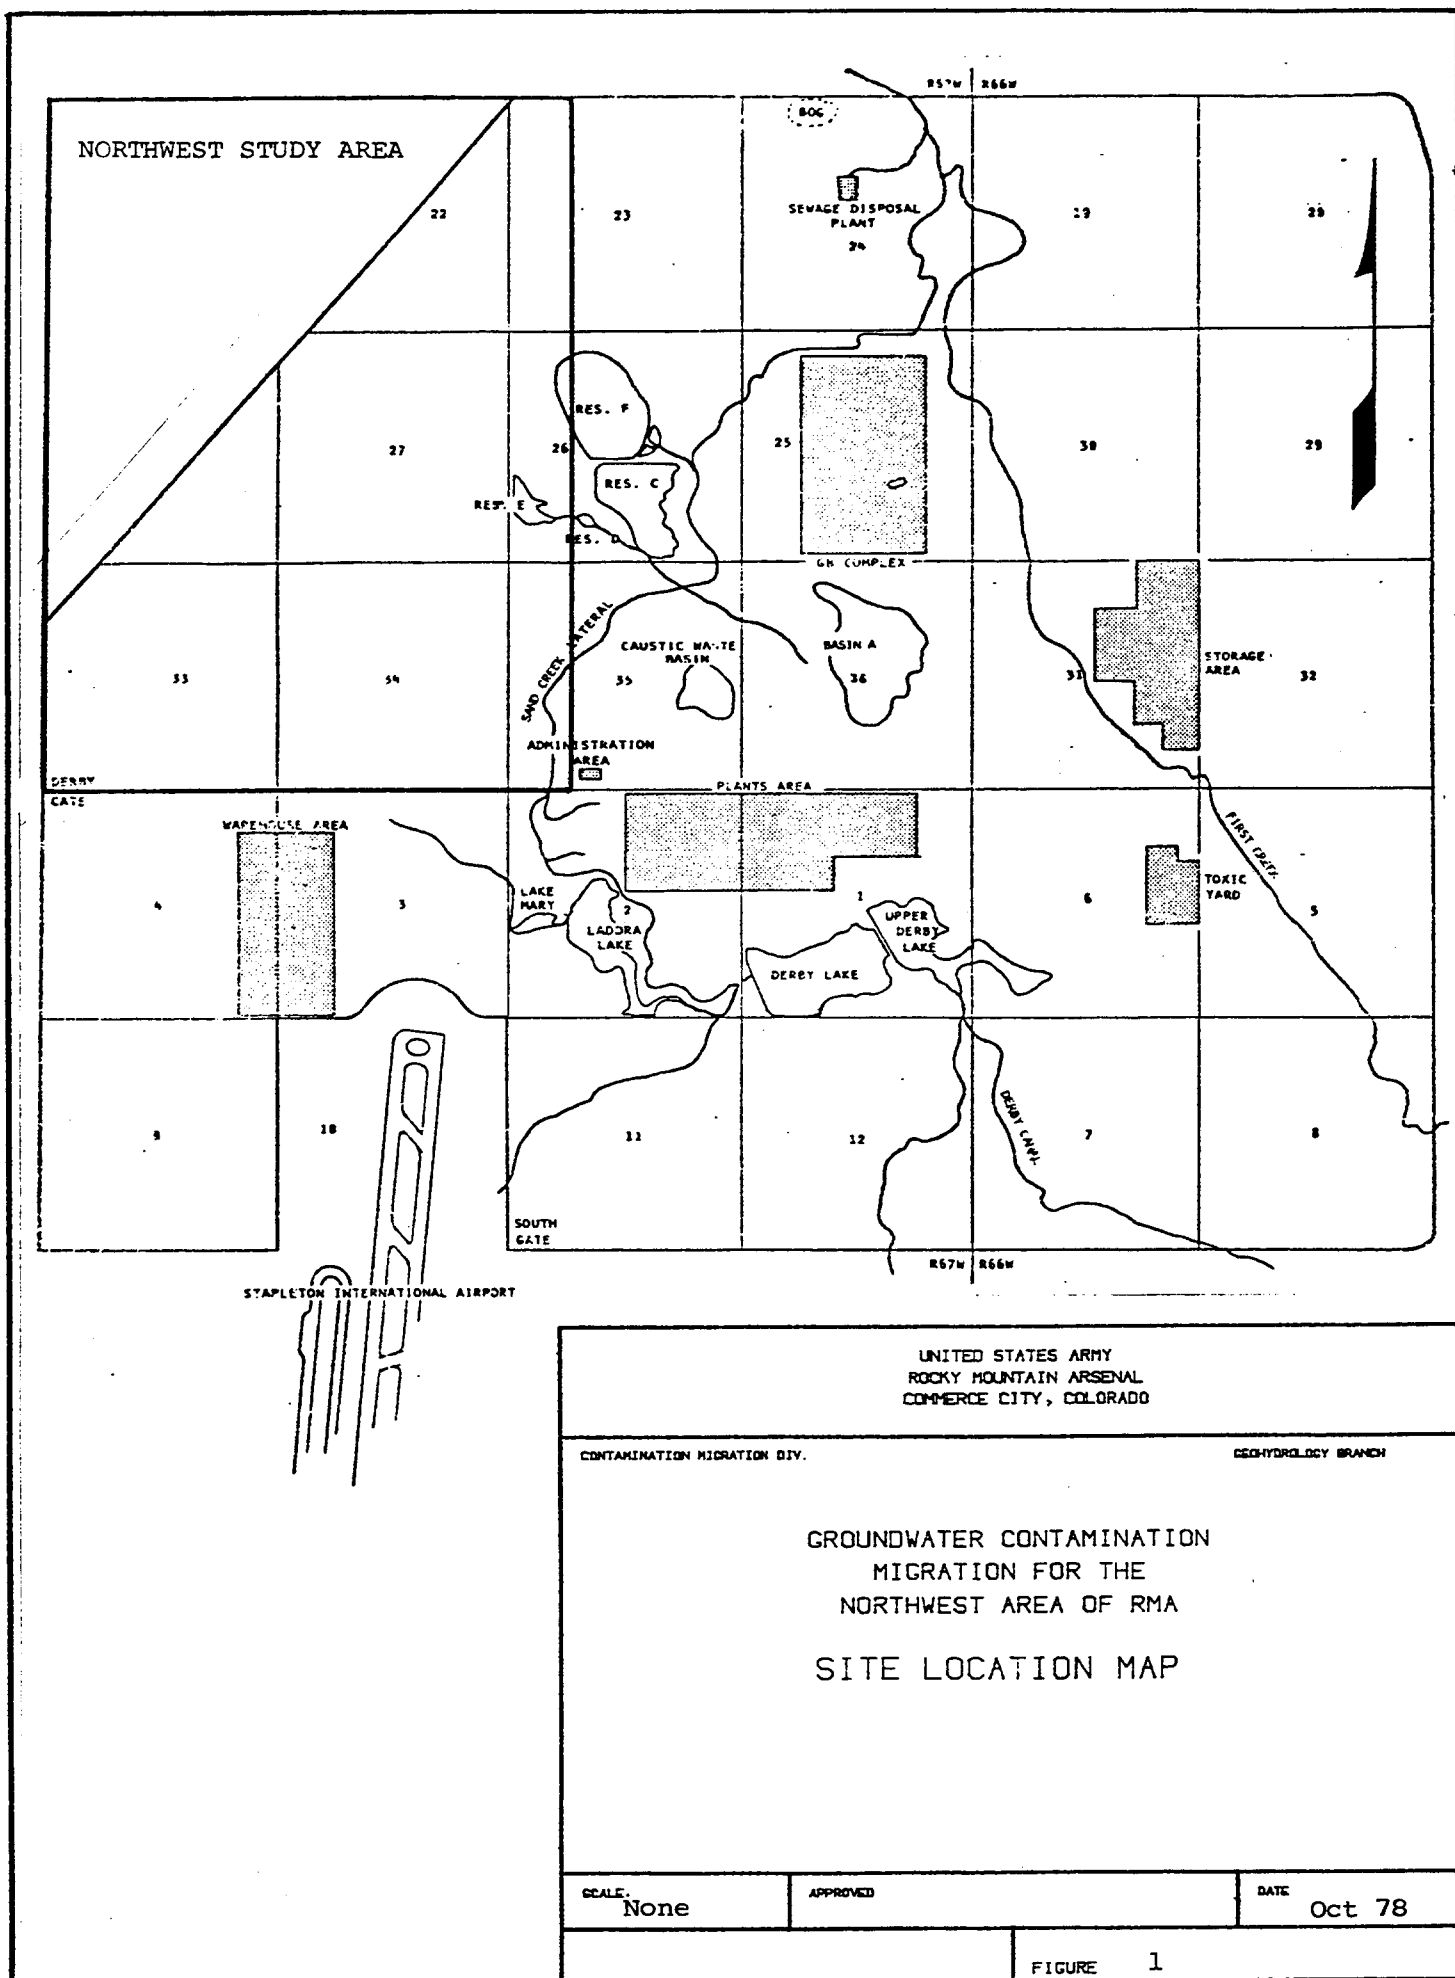 R57W R66W
BOG
NORTHWEST STUDY AREA
SEWAGE DISPOSAL
PLANT
22
23
24
19
20
RES. F
27
26
25
30
29
RES. C
RES. E
RES. D
GB COMPLEX
SAND CREEK LATERAL
CAUSTIC WASTE
BASIN
BASIN A
STORAGE
AREA
33
34
35
36
31
32
ADMINISTRATION
AREA
DERBY
GATE
PLANTS AREA
WAREHOUSE AREA
FIRST CREEK
TOXIC
YARD
LAKE
MARY
4
3
2
1
6
5
LADORA
LAKE
UPPER
DERBY
LAKE
DERBY LAKE
DERBY CANAL
9
10
11
12
7
8
SOUTH
GATE
R67W R66W
STAPLETON INTERNATIONAL AIRPORT
UNITED STATES ARMY
ROCKY MOUNTAIN ARSENAL
COMMERCE CITY, COLORADO
CONTAMINATION MIGRATION DIV.
GEOHYDROLOGY BRANCH
GROUNDWATER CONTAMINATION
MIGRATION FOR THE
NORTHWEST AREA OF RMA
SITE LOCATION MAP
SCALE. None
APPROVED
DATE Oct 78
FIGURE 1